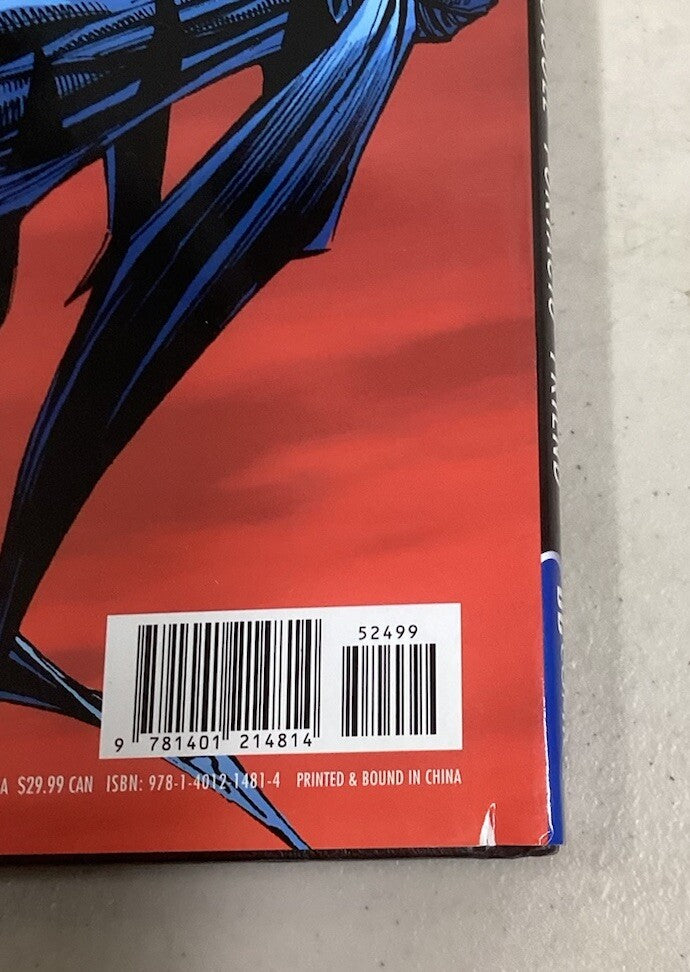 52499
9 781401 214814
A $29.99 CAN ISBN: 978-1-4012-1481-4 PRINTED & BOUND IN CHINA